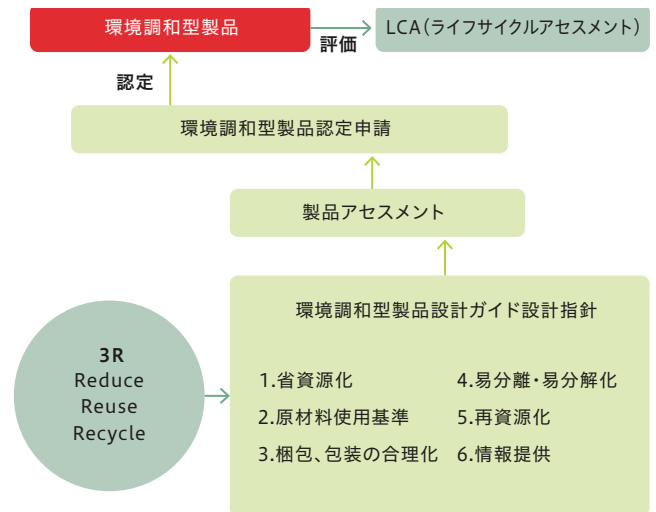 環境調和型製品
評価
LCA（ライフサイクルアセスメント）
認定
環境調和型製品認定申請
製品アセスメント
環境調和型製品設計ガイド設計指針
3R
Reduce
Reuse
Recycle
1.省資源化
2.原材料使用基準
3.梱包、包装の合理化
4.易分離・易分解化
5.再資源化
6.情報提供